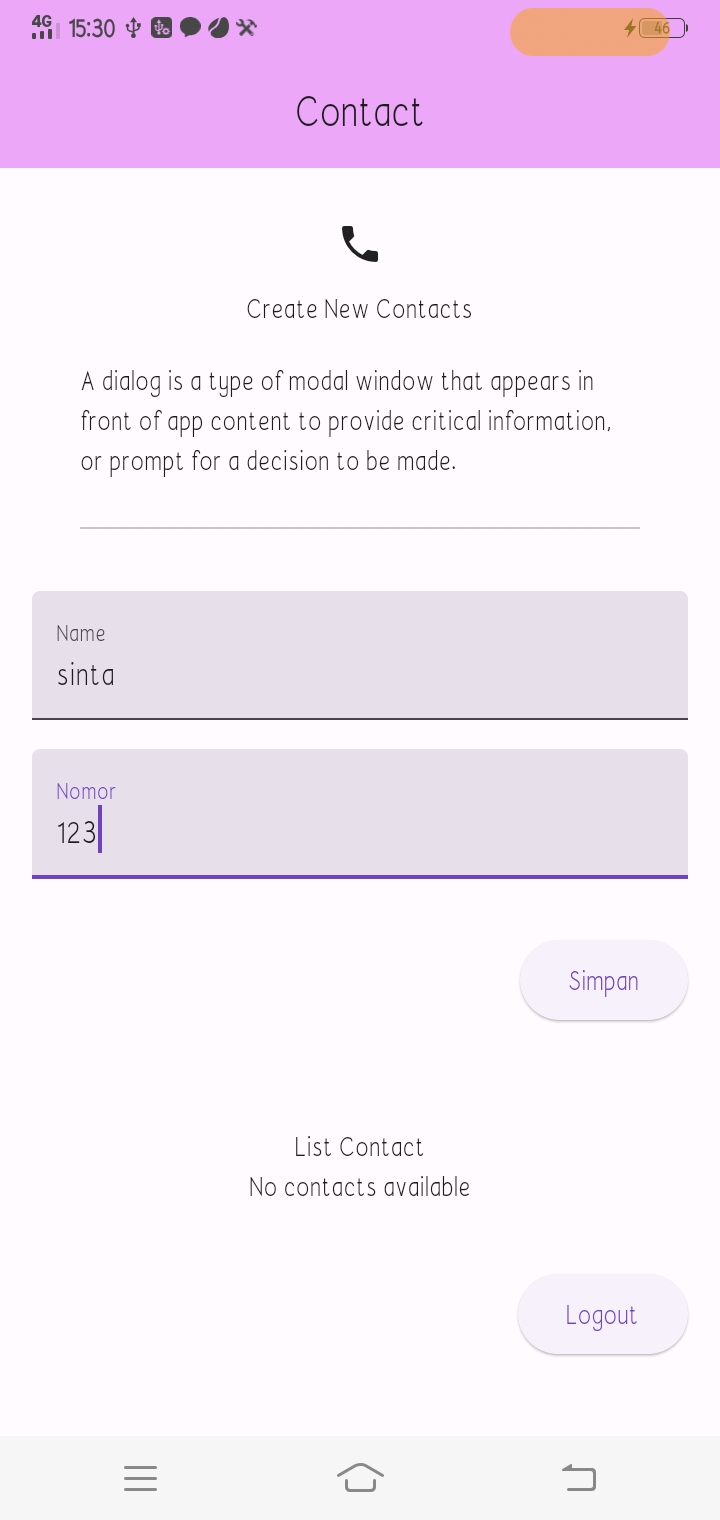 4G 15:30 46
Contact
Create New Contacts
A dialog is a type of modal window that appears in
front of app content to provide critical information,
or prompt for a decision to be made.
Name
sinta
Nomor
123
Simpan
List Contact
No contacts available
Logout